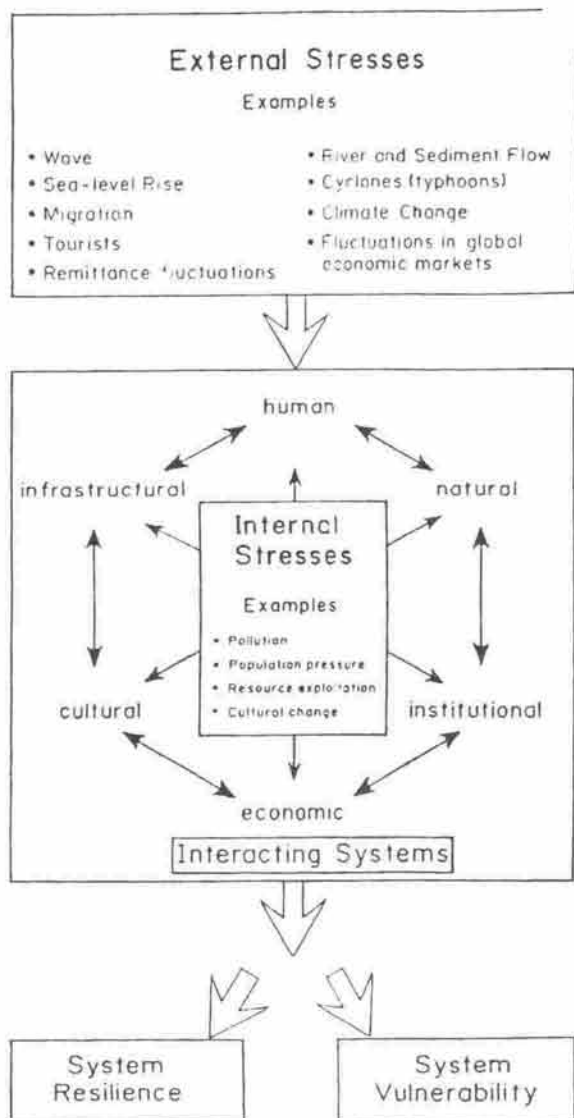 External Stresses
Examples
• Wave
• Sea-level Rise
• Migration
• Tourists
• Remittance fluctuations
• River and Sediment Flow
• Cyclones (typhoons)
• Climate Change
• Fluctuations in global
economic markets
human
infrastructural
natural
Internal
Stresses
Examples
• Pollution
• Population pressure
• Resource exploitation
• Cultural change
cultural
institutional
economic
Interacting Systems
System
Resilience
System
Vulnerability